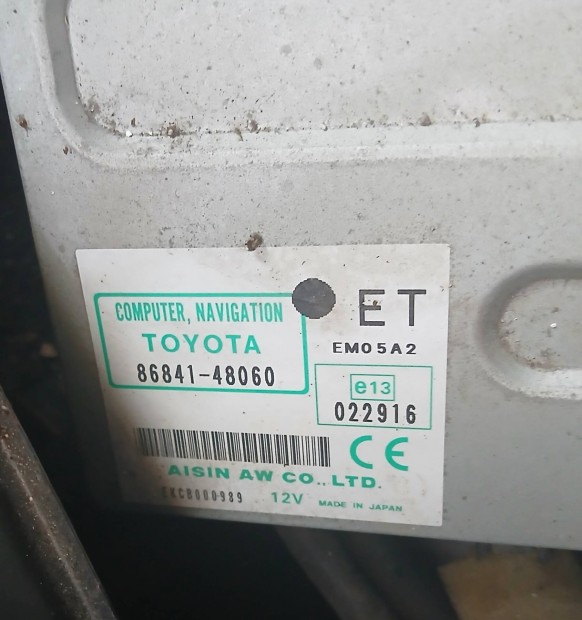 COMPUTER, NAVIGATION
TOYOTA
86841-48060
ET
EM05A2
e13
022916
CE
AISIN AW CO., LTD.
12V MADE IN JAPAN